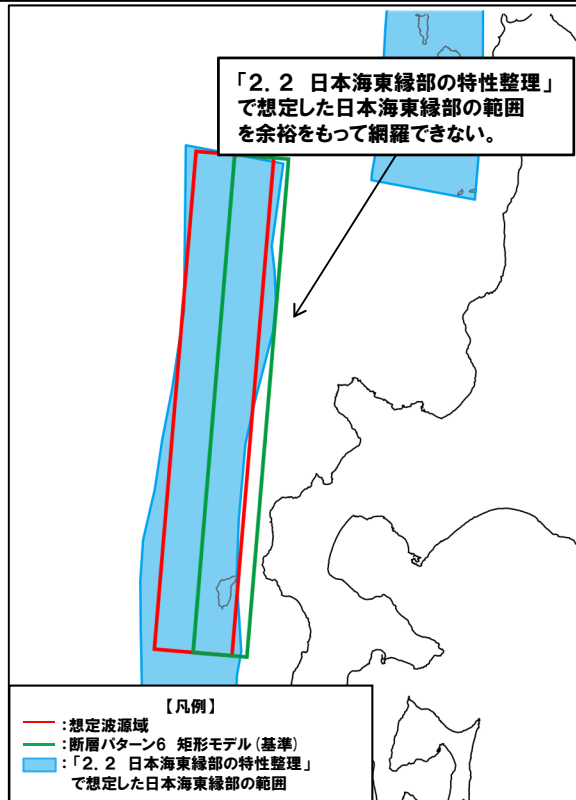 「2.2 日本海東縁部の特性整理」
で想定した日本海東縁部の範囲
を余裕をもって網羅できない。
【凡例】
:想定波源域
:断層パターン6 矩形モデル(基準)
:「2.2 日本海東縁部の特性整理」
で想定した日本海東縁部の範囲